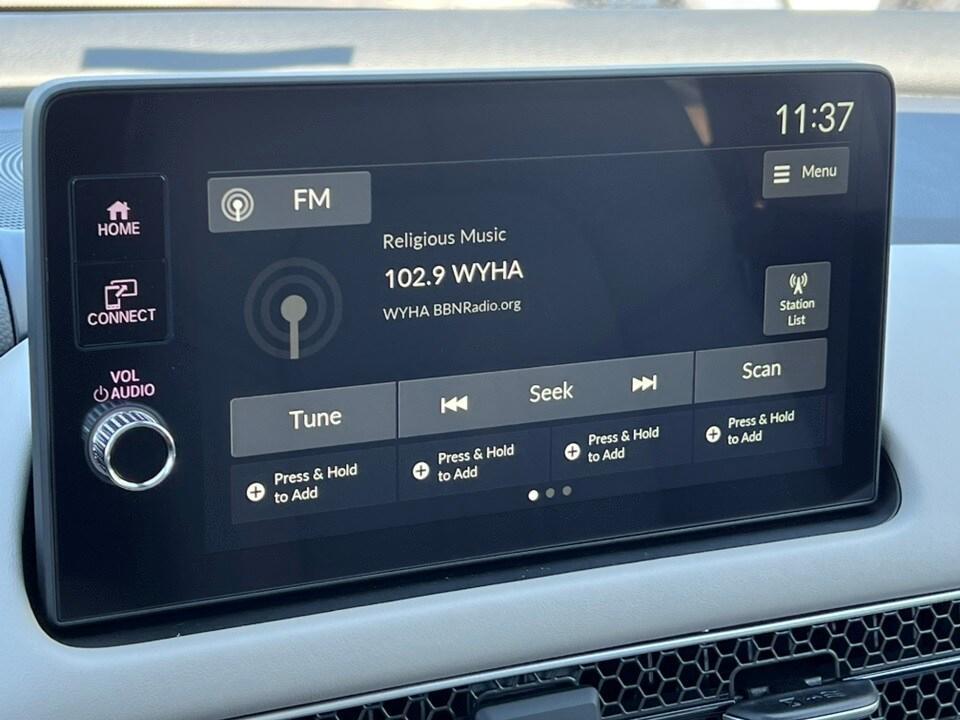 11:37
Menu
FM
HOME
Religious Music
102.9 WYHA
WYHA BBNRadio.org
CONNECT
Station
List
VOL
AUDIO
Tune
Seek
Scan
Press & Hold
to Add
Press & Hold
to Add
Press & Hold
to Add
Press & Hold
to Add